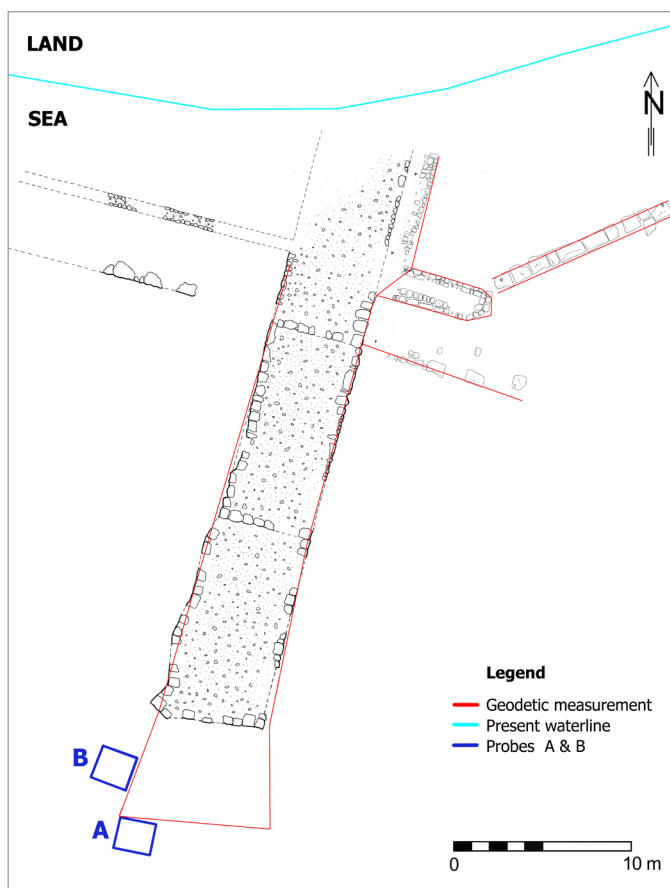 LAND
SEA
N
Legend
Geodetic measurement
Present waterline
Probes A & B
B
A
0 10 m